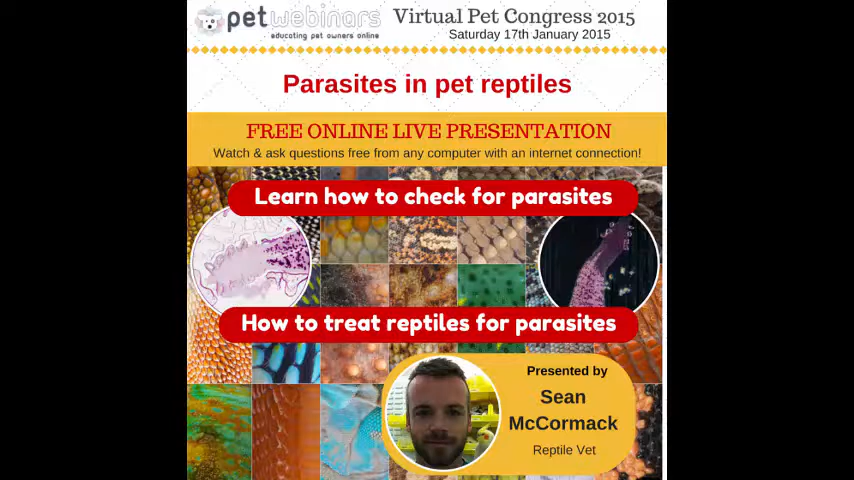 petwebinars
educating pet owners online
Virtual Pet Congress 2015
Saturday 17th January 2015
Parasites in pet reptiles
FREE ONLINE LIVE PRESENTATION
Watch & ask questions free from any computer with an internet connection!
Learn how to check for parasites
How to treat reptiles for parasites
Presented by
Sean
McCormack
Reptile Vet